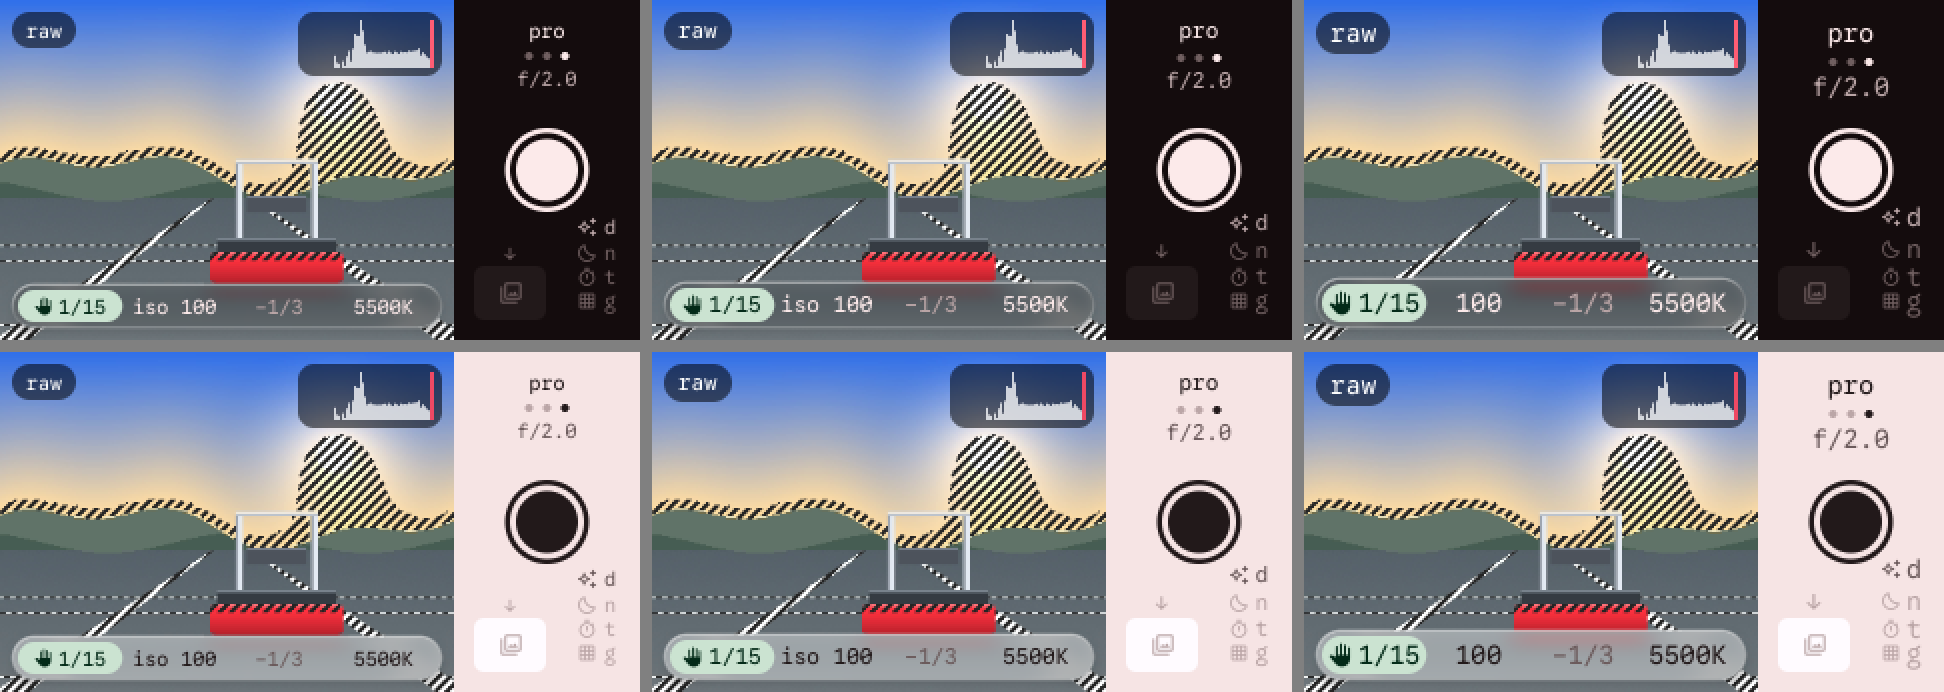 raw
pro
f/2.0
d
n
t
g
1/15 iso 100 −1/3 5500K
raw
pro
f/2.0
d
n
t
g
1/15 iso 100 −1/3 5500K
raw
pro
f/2.0
d
n
t
g
1/15 100 −1/3 5500K
raw
pro
f/2.0
d
n
t
g
1/15 iso 100 −1/3 5500K
raw
pro
f/2.0
d
n
t
g
1/15 iso 100 −1/3 5500K
raw
pro
f/2.0
d
n
t
g
1/15 100 −1/3 5500K